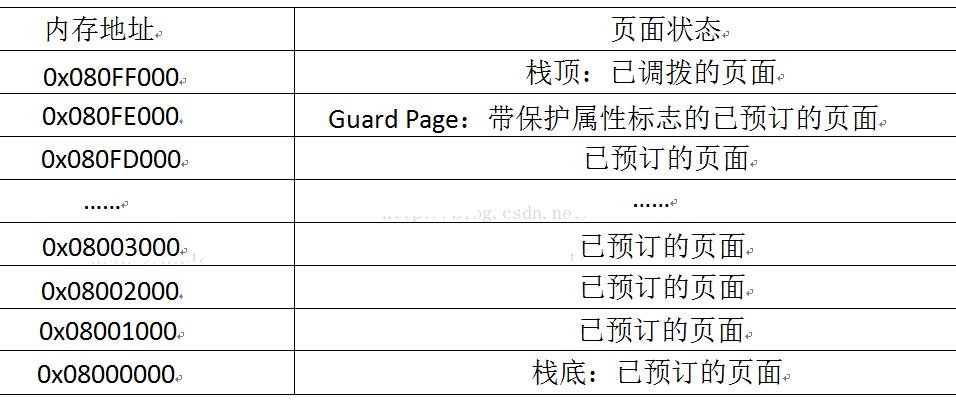 内存地址 页面状态
0x080FF000 栈顶：已调拨的页面
0x080FE000 Guard Page：带保护属性标志的已预订的页面
0x080FD000 已预订的页面
...... ......
http://blog.csdn.net/
0x08003000 已预订的页面
0x08002000 已预订的页面
0x08001000 已预订的页面
0x08000000 栈底：已预订的页面